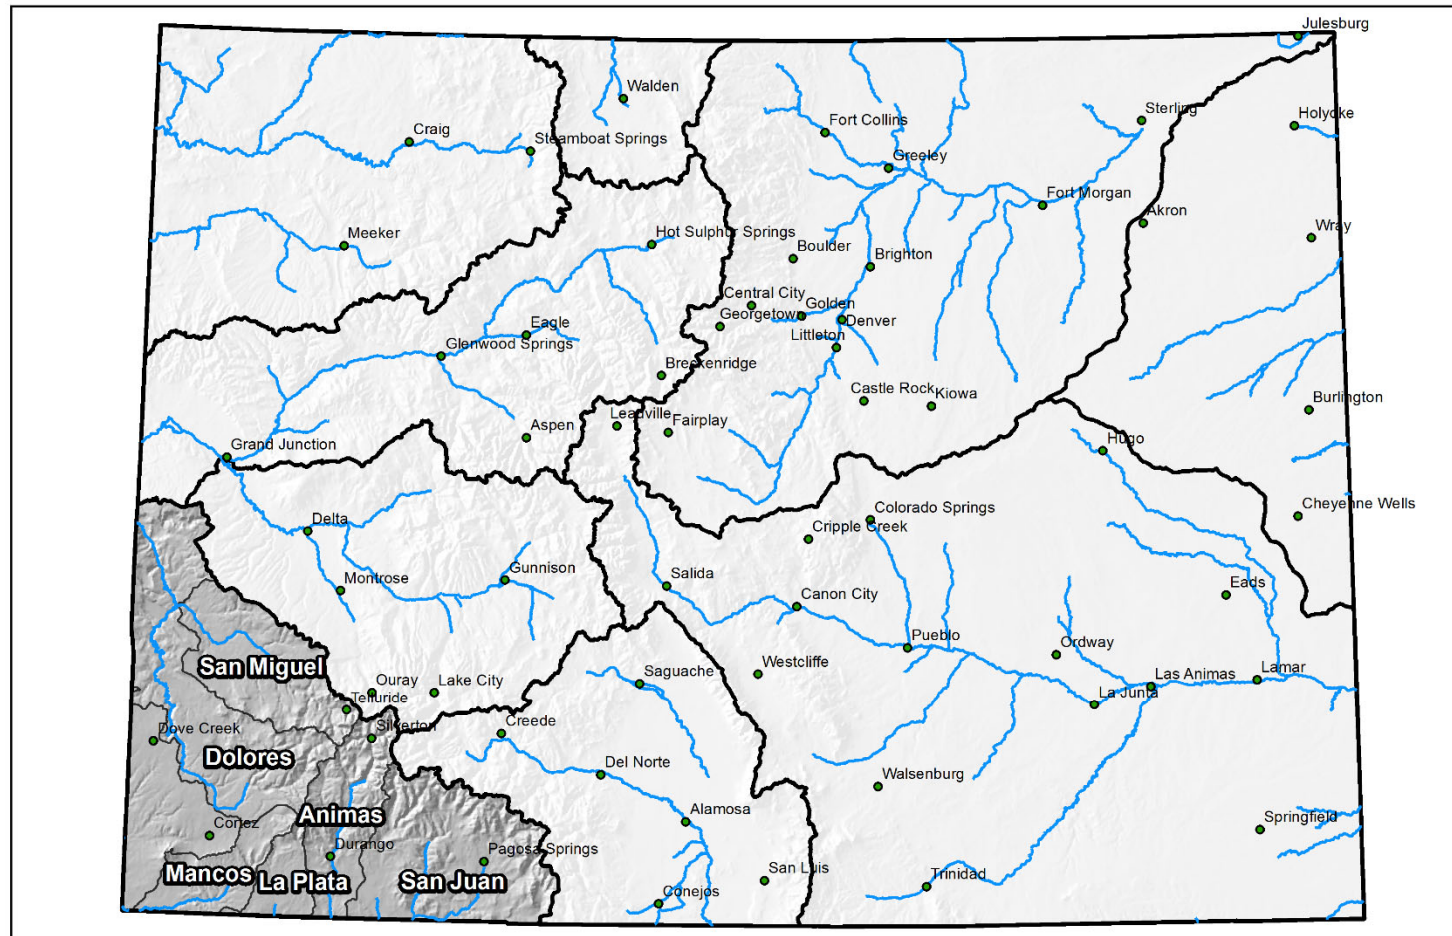 Julesburg
Walden
Sterling
Holyoke
Fort Collins
Craig
Steamboat Springs
Greeley
Fort Morgan
Akron
Wray
Meeker
Hot Sulphur Springs
Boulder
Brighton
Central City
Golden
Georgetown
Denver
Eagle
Littleton
Glenwood Springs
Breckenridge
Castle Rock
Kiowa
Burlington
Leadville
Fairplay
Aspen
Hugo
Grand Junction
Cheyenne Wells
Colorado Springs
Delta
Cripple Creek
Gunnison
Montrose
Salida
Eads
Canon City
Pueblo
Ordway
San Miguel
Westcliffe
Saguache
Las Animas
Lamar
Ouray
Lake City
Telluride
La Junta
Dove Creek
Silverton
Creede
Dolores
Del Norte
Walsenburg
Animas
Alamosa
Springfield
Cortez
Durango
Pagosa Springs
Mancos
La Plata
San Juan
San Luis
Trinidad
Conejos